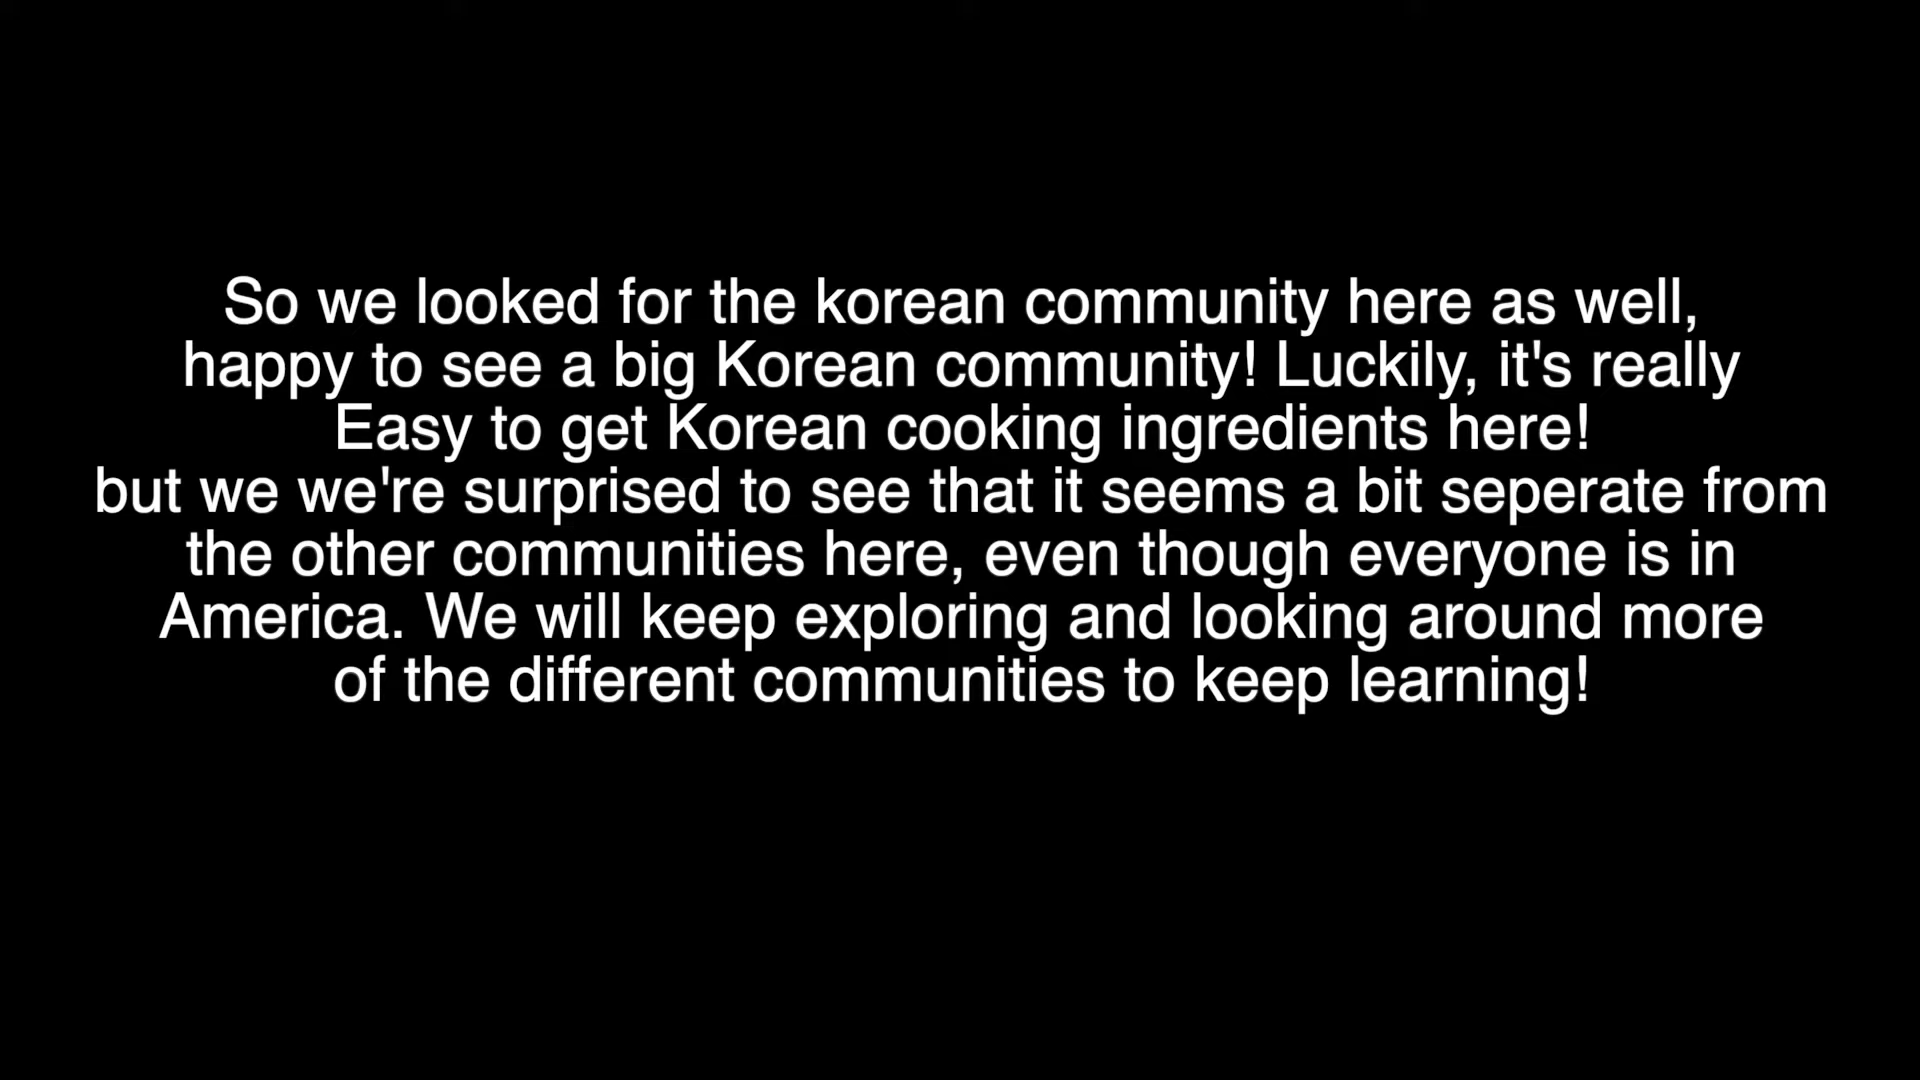 So we looked for the korean community here as well,
happy to see a big Korean community! Luckily, it's really
Easy to get Korean cooking ingredients here!
but we we're surprised to see that it seems a bit seperate from
the other communities here, even though everyone is in
America. We will keep exploring and looking around more
of the different communities to keep learning!